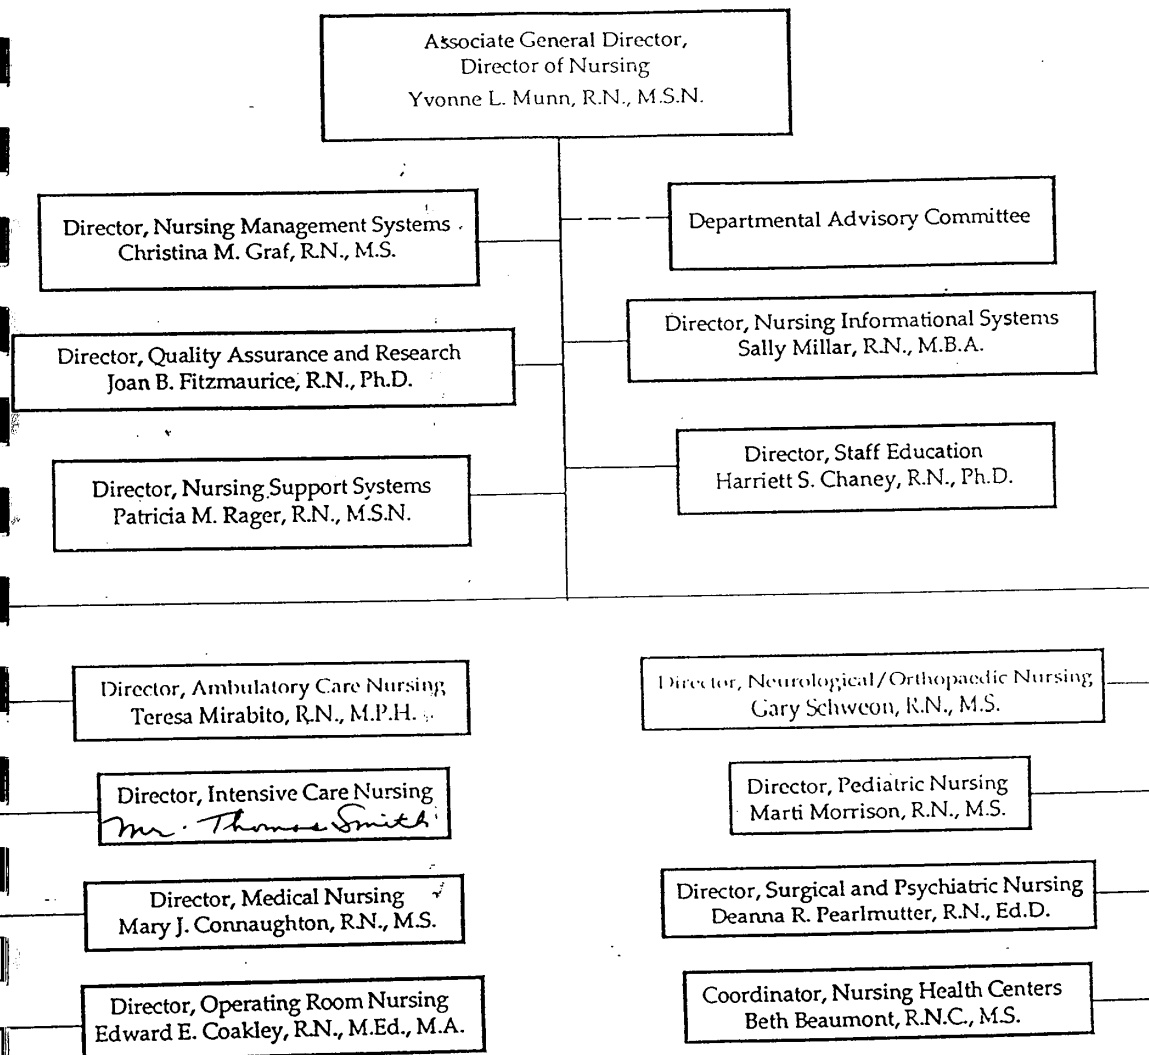 Associate General Director,
Director of Nursing
Yvonne L. Munn, R.N., M.S.N.
Director, Nursing Management Systems
Christina M. Graf, R.N., M.S.
Departmental Advisory Committee
Director, Quality Assurance and Research
Joan B. Fitzmaurice, R.N., Ph.D.
Director, Nursing Informational Systems
Sally Millar, R.N., M.B.A.
Director, Nursing Support Systems
Patricia M. Rager, R.N., M.S.N.
Director, Staff Education
Harriett S. Chaney, R.N., Ph.D.
Director, Ambulatory Care Nursing
Teresa Mirabito, R.N., M.P.H.
Director, Neurological/Orthopaedic Nursing
Gary Schweon, R.N., M.S.
Director, Intensive Care Nursing
Mr. Thomas Smith
Director, Pediatric Nursing
Marti Morrison, R.N., M.S.
Director, Medical Nursing
Mary J. Connaughton, R.N., M.S.
Director, Surgical and Psychiatric Nursing
Deanna R. Pearlmutter, R.N., Ed.D.
Director, Operating Room Nursing
Edward E. Coakley, R.N., M.Ed., M.A.
Coordinator, Nursing Health Centers
Beth Beaumont, R.N.C., M.S.